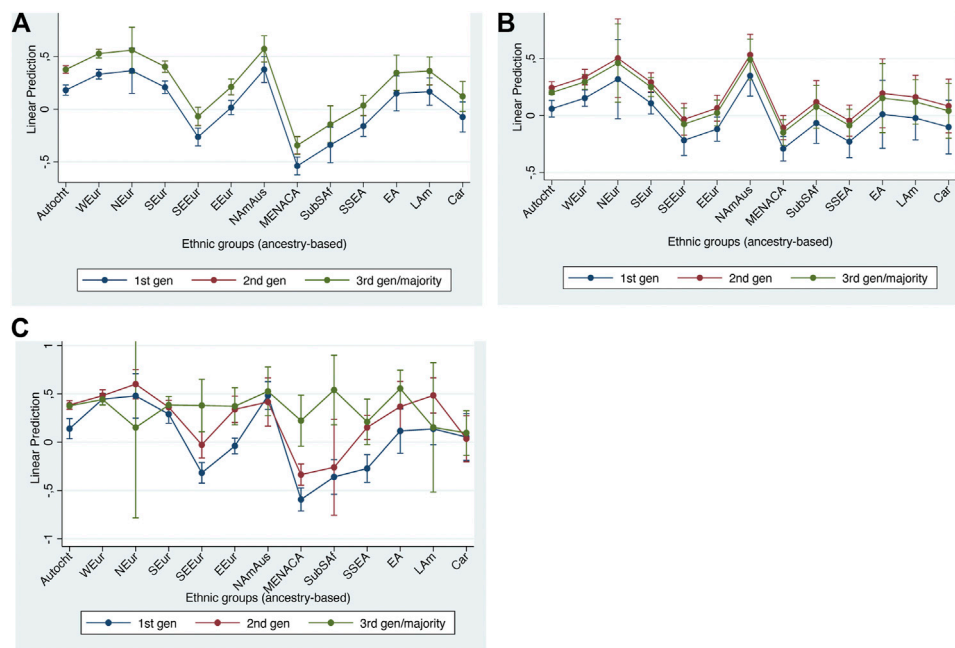 A
Linear Prediction
.5
0
-.5
Autocht
WEur
NEur
SEur
SEEur
EEur
NAmAus
MENACA
SubSAf
SSEA
EA
LAm
Car
Ethnic groups (ancestry-based)
1st gen 2nd gen 3rd gen/majority
B
Linear Prediction
.5
0
-.5
Autocht
WEur
NEur
SEur
SEEur
EEur
NAmAus
MENACA
SubSAf
SSEA
EA
LAm
Car
Ethnic groups (ancestry-based)
1st gen 2nd gen 3rd gen/majority
C
Linear Prediction
1
.5
0
-.5
-1
Autocht
WEur
NEur
SEur
SEEur
EEur
NAmAus
MENACA
SubSAf
SSEA
EA
LAm
Car
Ethnic groups (ancestry-based)
1st gen 2nd gen 3rd gen/majority